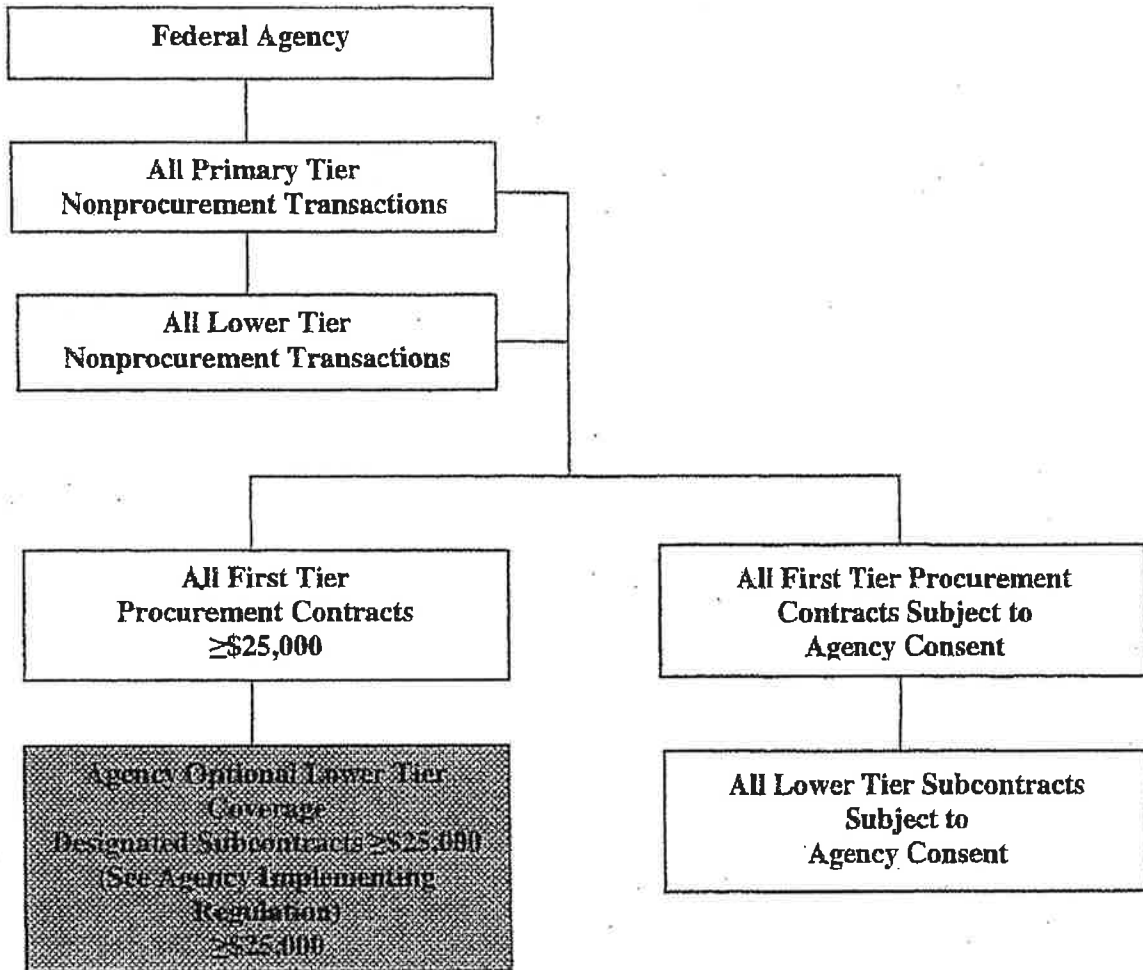 Federal Agency
All Primary Tier
Nonprocurement Transactions
All Lower Tier
Nonprocurement Transactions
All First Tier
Procurement Contracts
≥$25,000
All First Tier Procurement
Contracts Subject to
Agency Consent
Agency Optional Lower Tier
Coverage
Designated Subcontracts ≥$25,000
(See Agency Implementing
Regulation)
≥$25,000
All Lower Tier Subcontracts
Subject to
Agency Consent